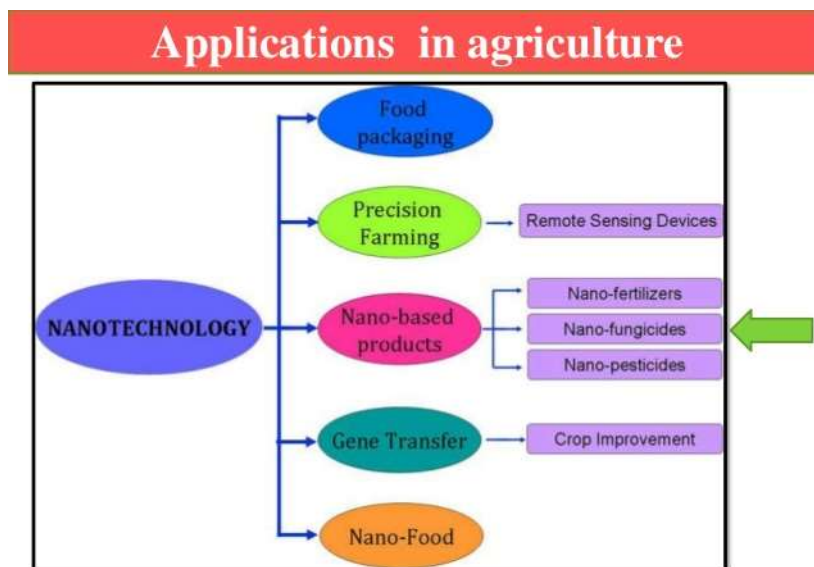 Applications in agriculture
Food
packaging
Precision
Farming
Remote Sensing Devices
NANOTECHNOLOGY
Nano-based
products
Nano-fertilizers
Nano-fungicides
Nano-pesticides
Gene Transfer
Crop Improvement
Nano-Food